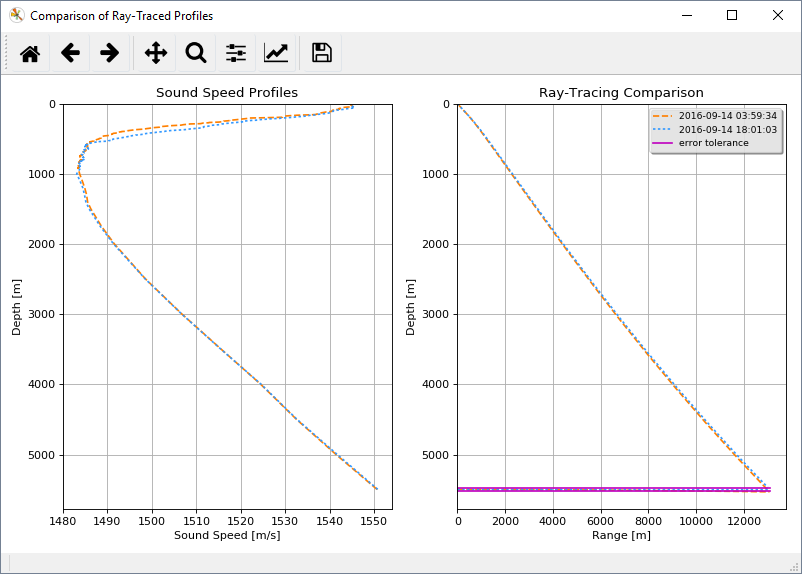 Comparison of Ray-Traced Profiles
Sound Speed Profiles
0
1000
2000
3000
4000
5000
Depth [m]
1480 1490 1500 1510 1520 1530 1540 1550
Sound Speed [m/s]
Ray-Tracing Comparison
2016-09-14 03:59:34
2016-09-14 18:01:03
error tolerance
0
1000
2000
3000
4000
5000
Depth [m]
0 2000 4000 6000 8000 10000 12000
Range [m]